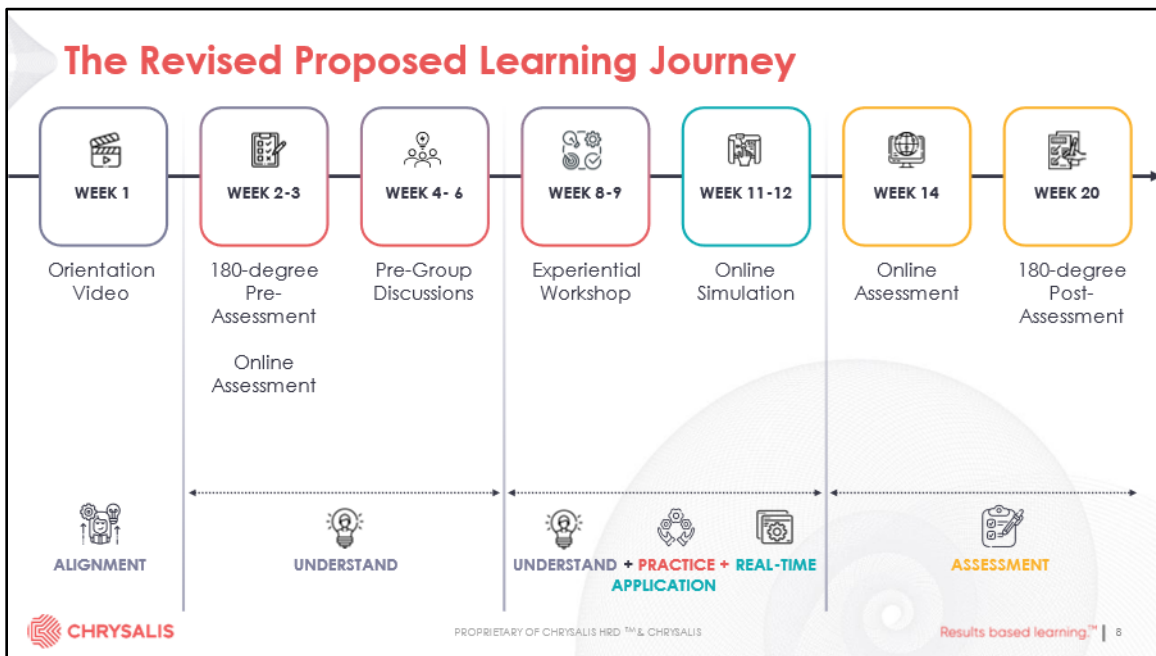 The Revised Proposed Learning Journey
WEEK 1
WEEK 2-3
WEEK 4- 6
WEEK 8-9
WEEK 11-12
WEEK 14
WEEK 20
Orientation
Video
180-degree
Pre-
Assessment
Online
Assessment
Pre-Group
Discussions
Experiential
Workshop
Online
Simulation
Online
Assessment
180-degree
Post-
Assessment
ALIGNMENT
UNDERSTAND
UNDERSTAND + PRACTICE + REAL-TIME
APPLICATION
ASSESSMENT
CHRYSALIS
PROPRIETARY OF CHRYSALIS HRD ™ & CHRYSALIS
Results based learning.™ | 8